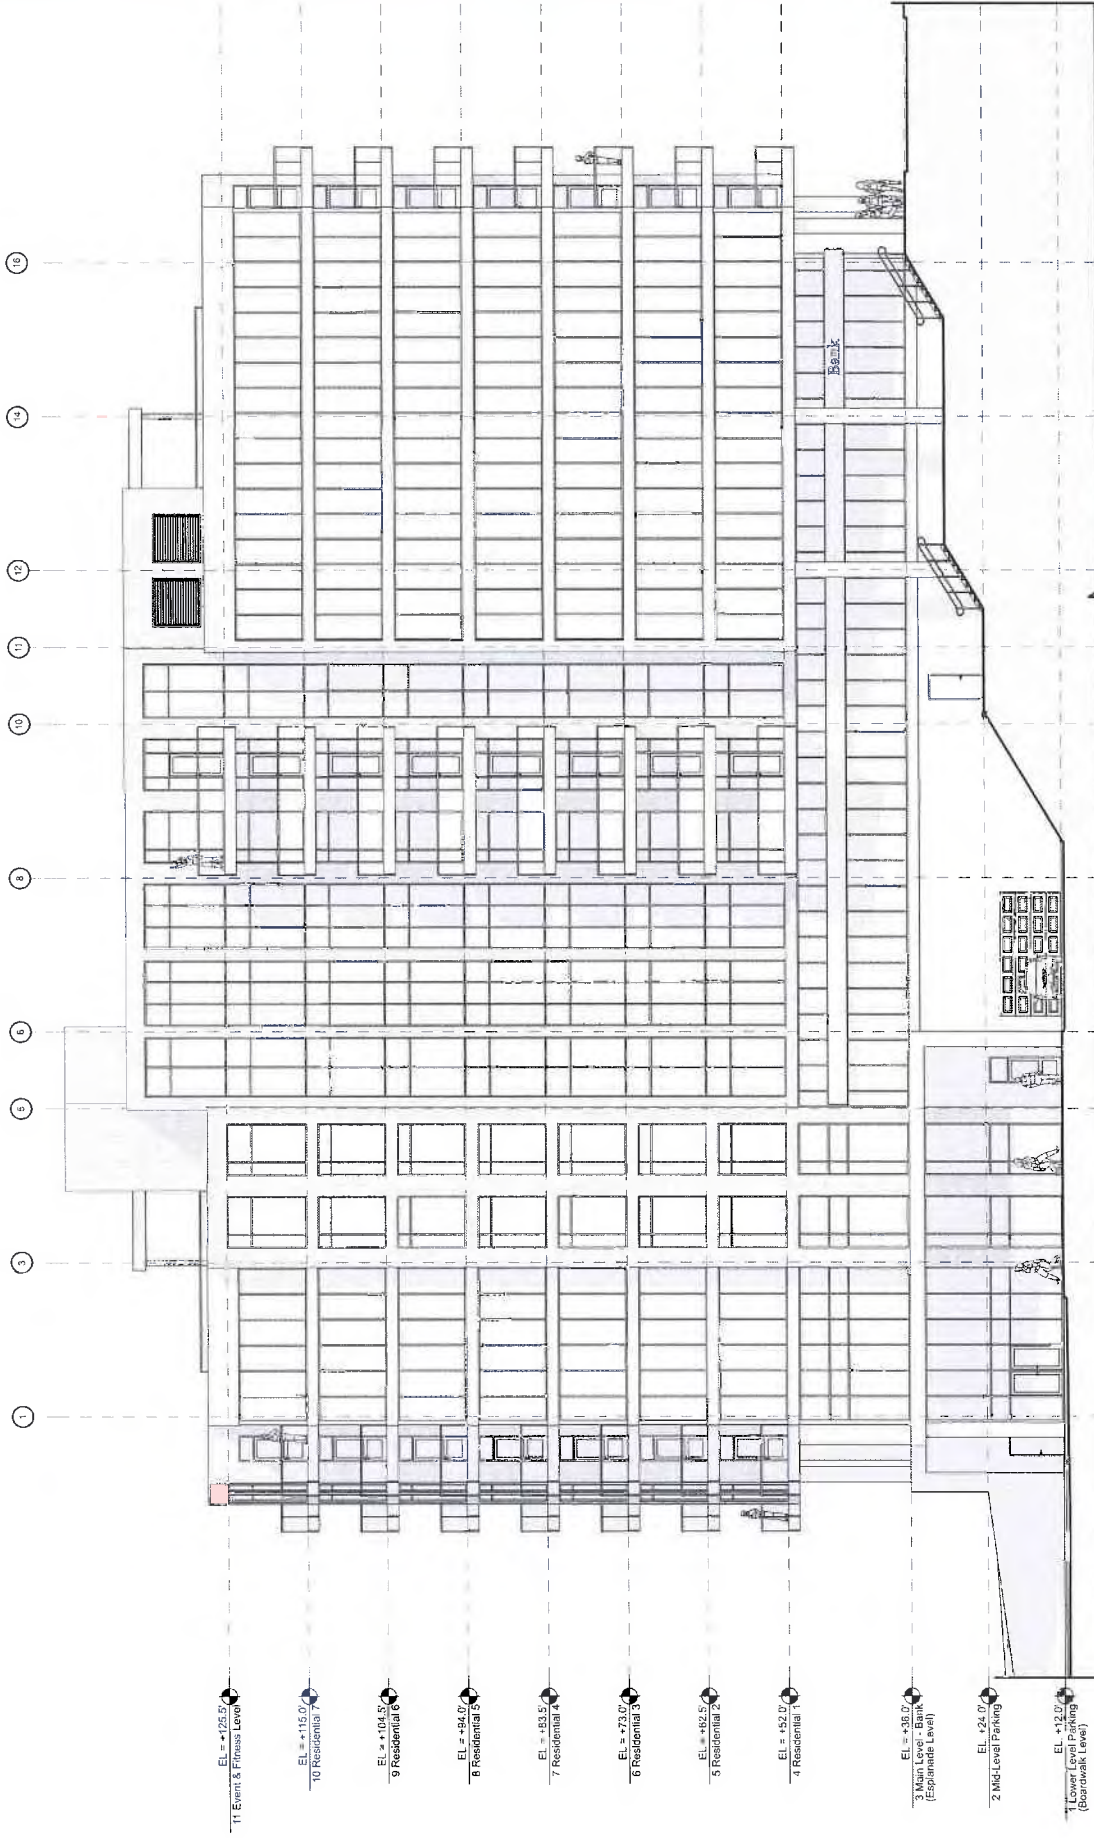 1
3
5
6
8
10
11
12
14
16
EL = +125.5'
11 Event & Fitness Level
EL = +115.0'
10 Residential 7
EL = +104.5'
9 Residential 6
EL = +94.0'
8 Residential 5
EL = +83.5'
7 Residential 4
EL = +73.0'
6 Residential 3
EL = +62.5'
5 Residential 2
EL = +52.0'
4 Residential 1
EL = +38.0'
3 Main Level - Bank
(Esplanade Level)
EL. +24.0'
2 Mid-Level Parking
EL. +12.0'
1 Lower Level Parking
(Boardwalk Level)
Bank